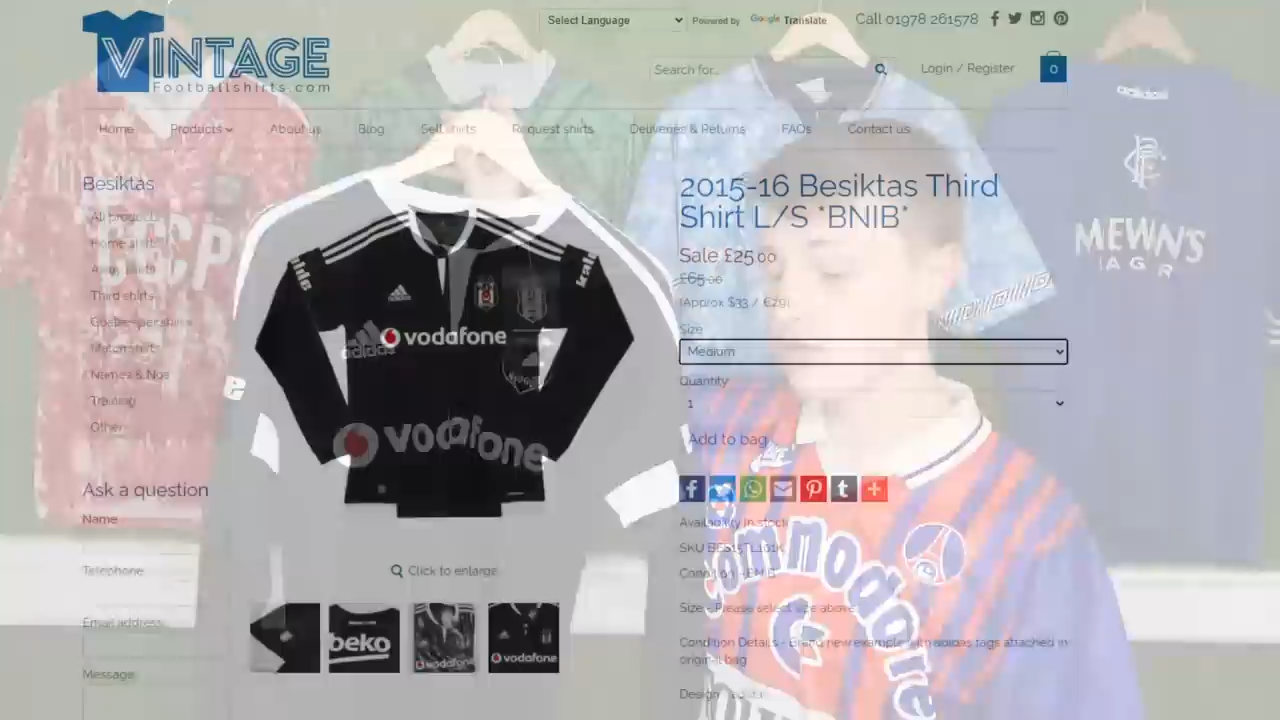 Select Language
Powered by Google Translate
Call 01978 261578
VINTAGE
Footballshirts.com
Search for...
Login / Register
0
Home
Products
About us
Blog
Sell shirts
Request shirts
Deliveries & Returns
FAQs
Contact us
adidas
Besiktas
All products
Home shirts
Away shirts
Third shirts
Goalkeeper shirts
Match shirts
Names & Nos
Training
Other
CCCP
Ask a question
Name
Telephone
Email address
Message
kalde
vodafone
adidas
vodafone
Click to enlarge
beko
vodafone
vodafone
2015-16 Besiktas Third
Shirt L/S *BNIB*
Sale £25.00
£65.00
(Approx $33 / €29)
Size
Medium
Quantity
1
Add to bag
Availability In stock
Size - Please select size above
Condition Details - Brand new example with adidas tags attached in
original bag
MEWN'S
commodore